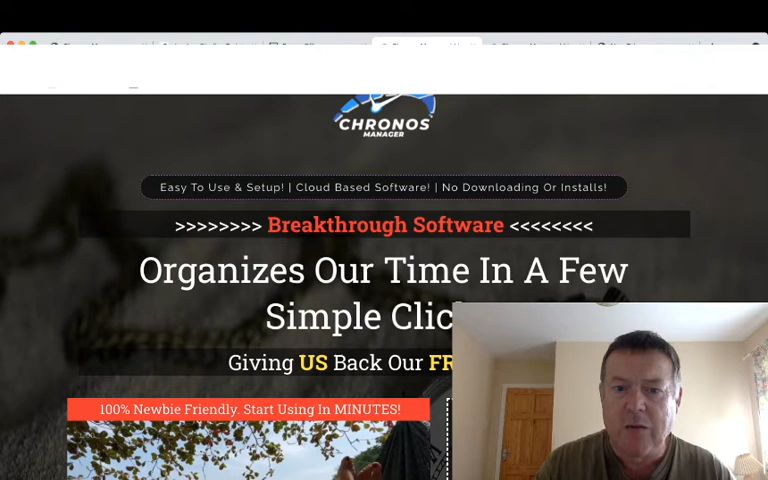 CHRONOS
MANAGER
Easy To Use & Setup! | Cloud Based Software! | No Downloading Or Installs!
>>>>>>>> Breakthrough Software <<<<<<<<
Organizes Our Time In A Few
Simple Clic
Giving US Back Our FR
100% Newbie Friendly. Start Using In MINUTES!